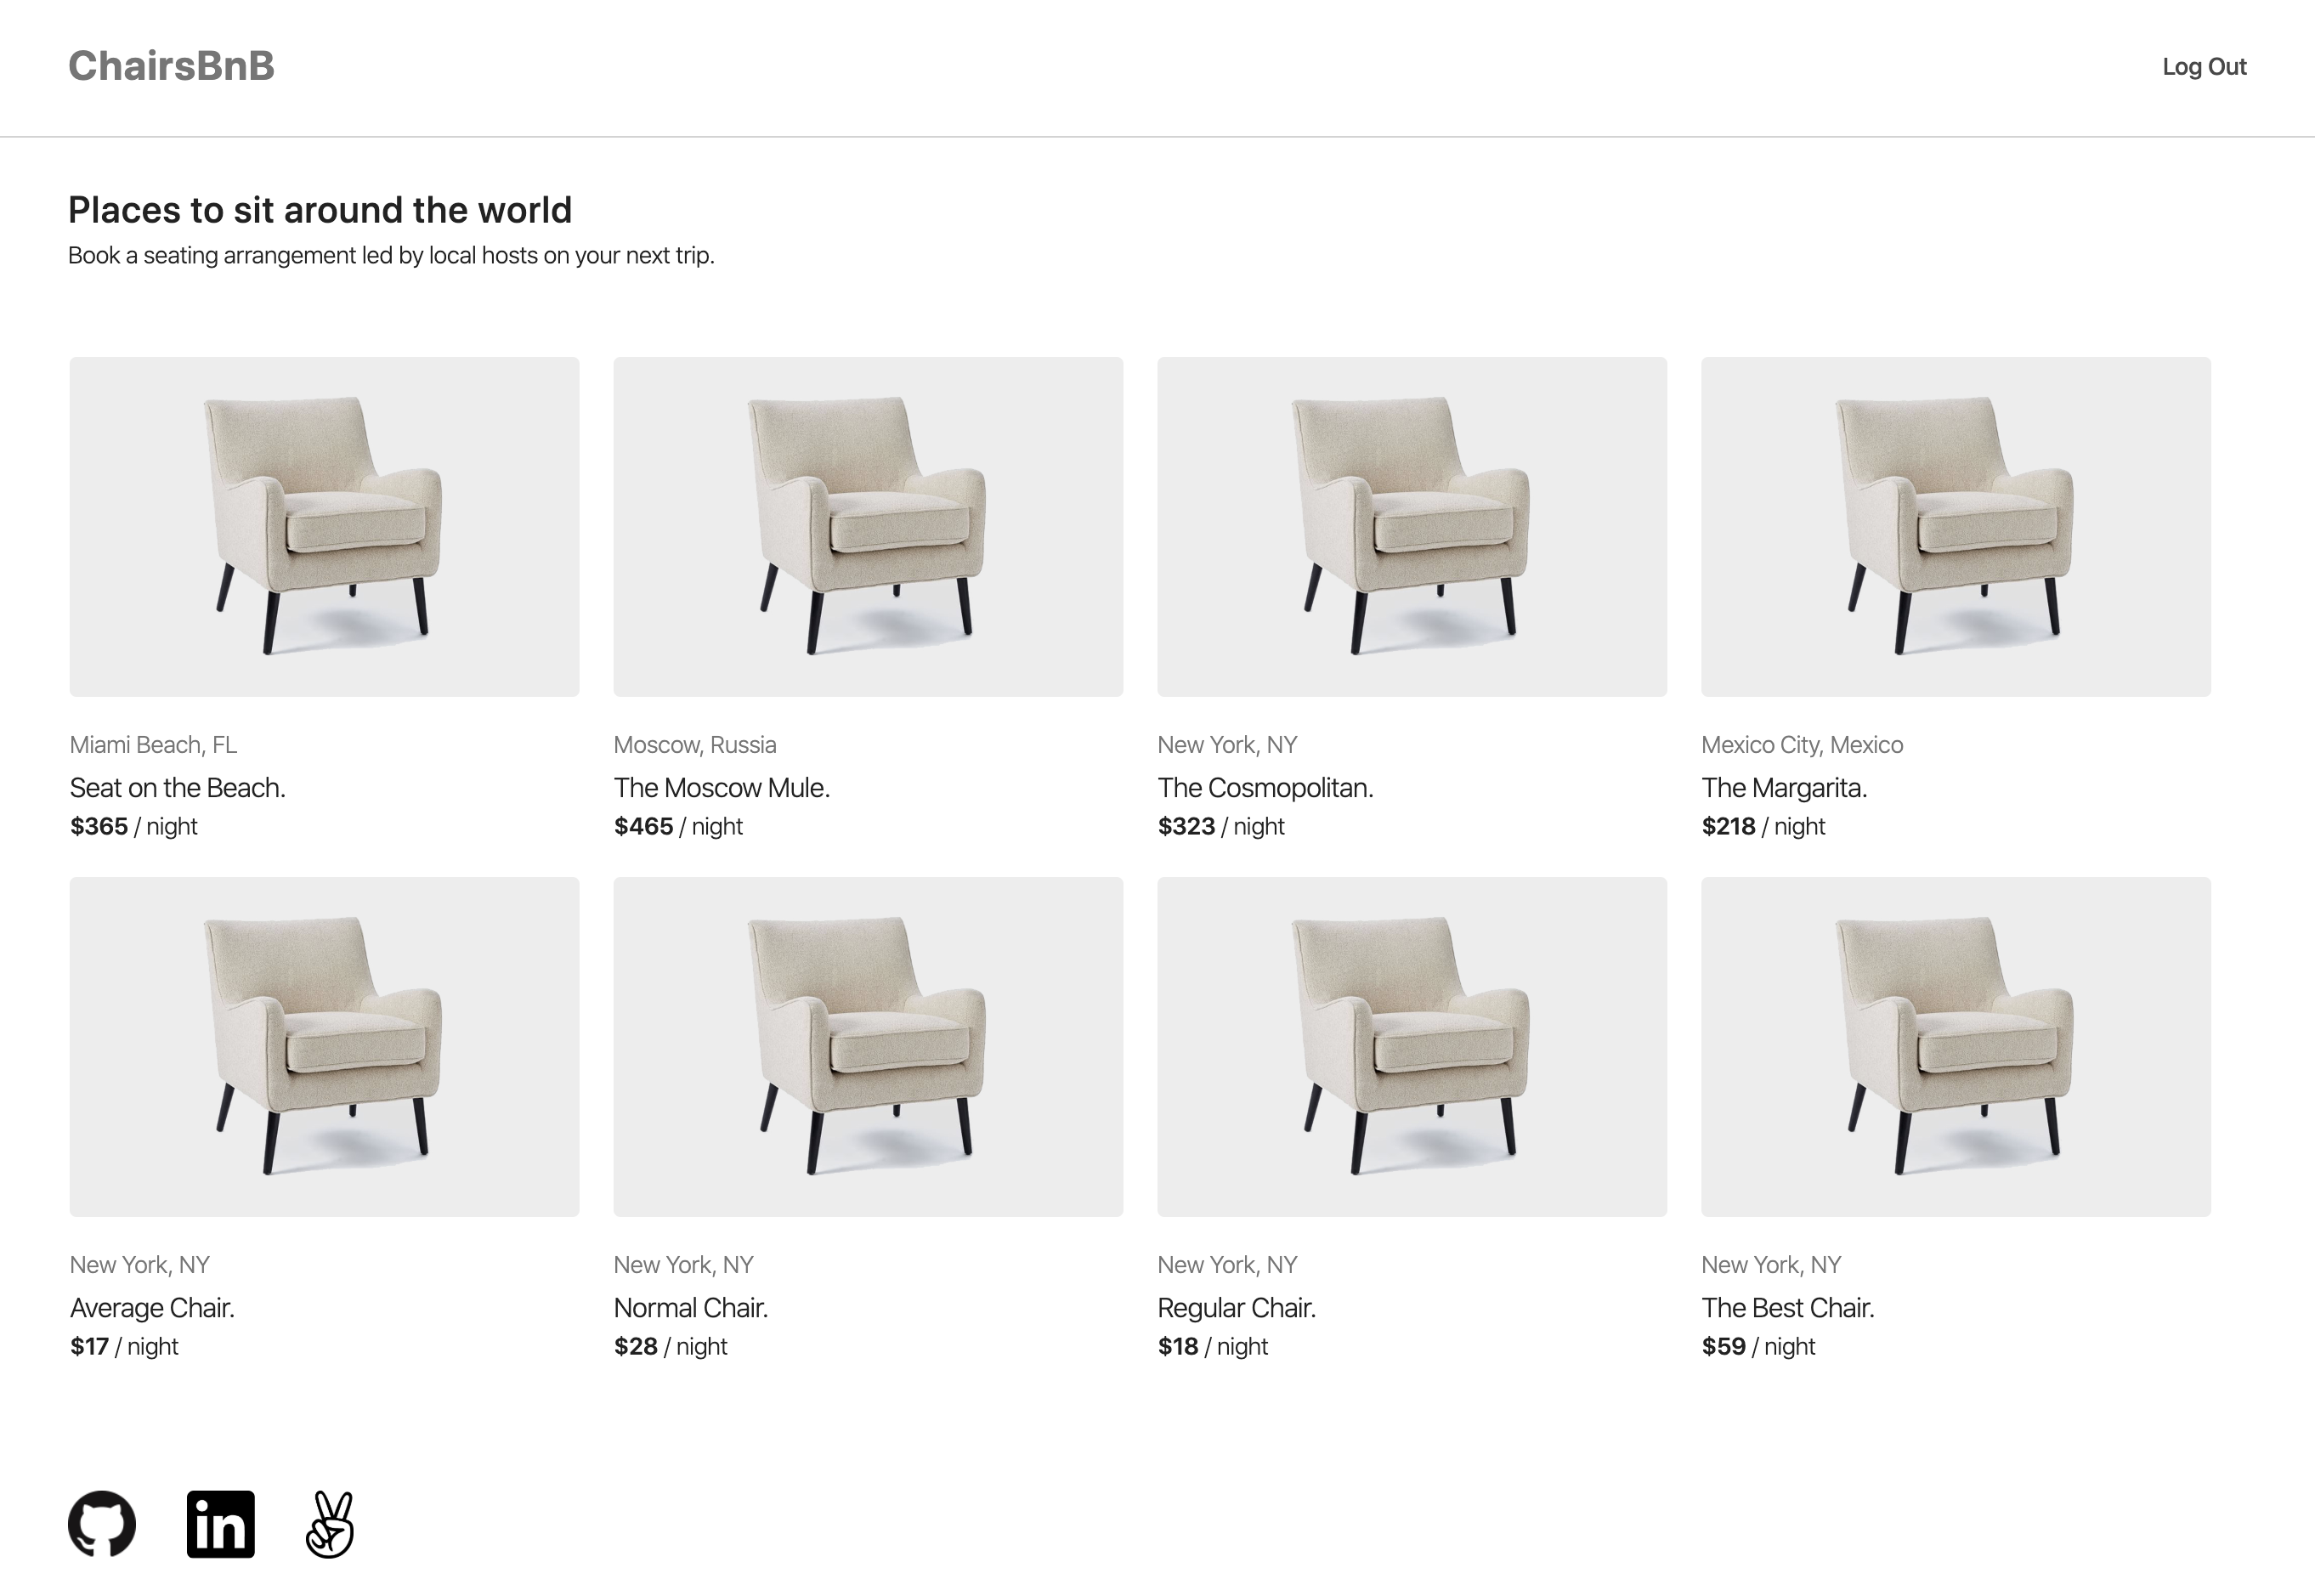 ChairsBnB
Log Out
Places to sit around the world
Book a seating arrangement led by local hosts on your next trip.
Miami Beach, FL
Seat on the Beach.
$365 / night
Moscow, Russia
The Moscow Mule.
$465 / night
New York, NY
The Cosmopolitan.
$323 / night
Mexico City, Mexico
The Margarita.
$218 / night
New York, NY
Average Chair.
$17 / night
New York, NY
Normal Chair.
$28 / night
New York, NY
Regular Chair.
$18 / night
New York, NY
The Best Chair.
$59 / night
in